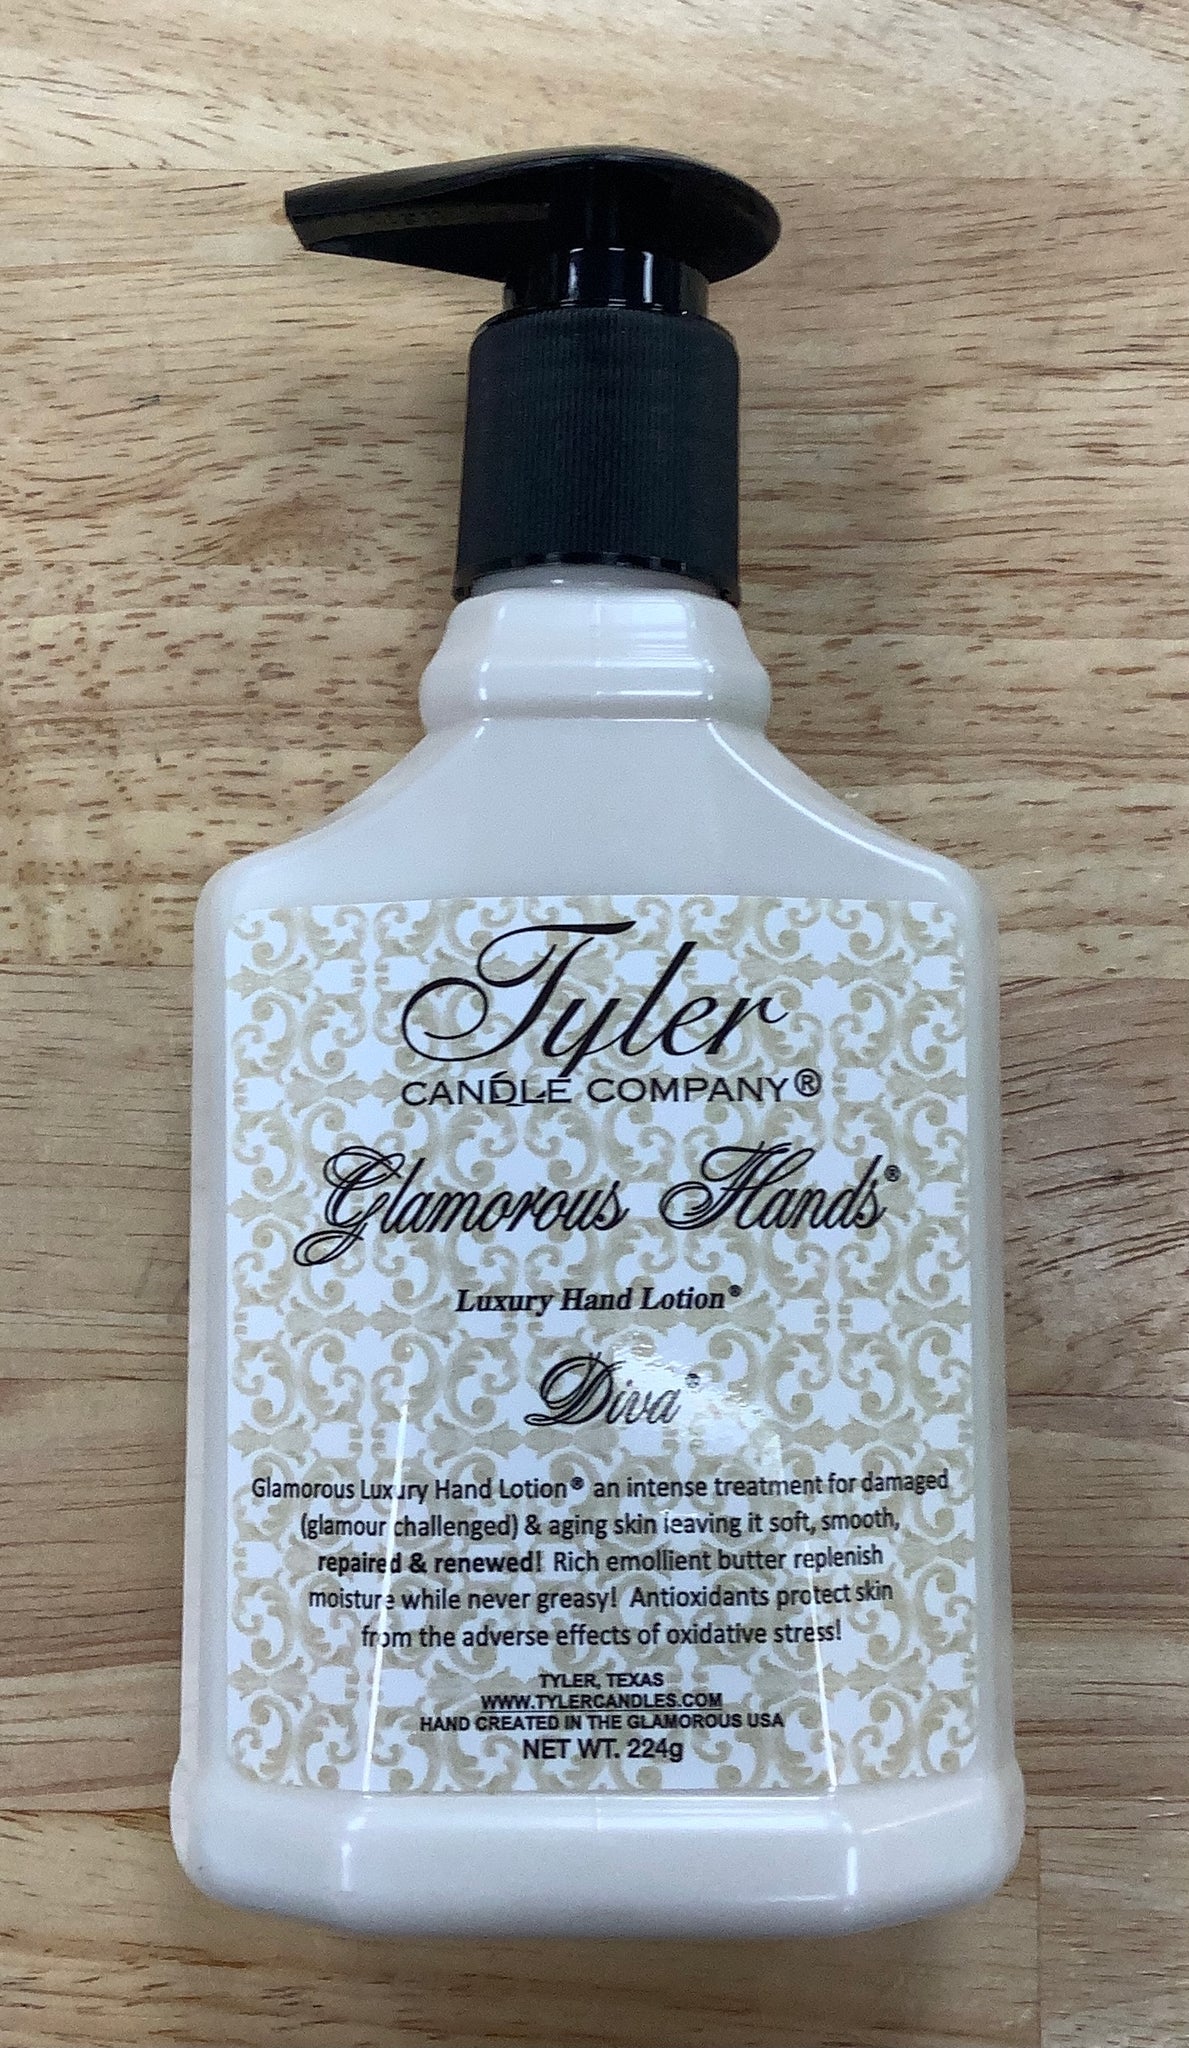 Tyler
CANDLE COMPANY®
Glamorous Hands®
Luxury Hand Lotion®
Diva®
Glamorous Luxury Hand Lotion® an intense treatment for damaged
(glamour challenged) & aging skin leaving it soft, smooth,
repaired & renewed! Rich emollient butter replenish
moisture while never greasy! Antioxidants protect skin
from the adverse effects of oxidative stress!
TYLER, TEXAS
WWW.TYLERCANDLES.COM
HAND CREATED IN THE GLAMOROUS USA
NET WT. 224g